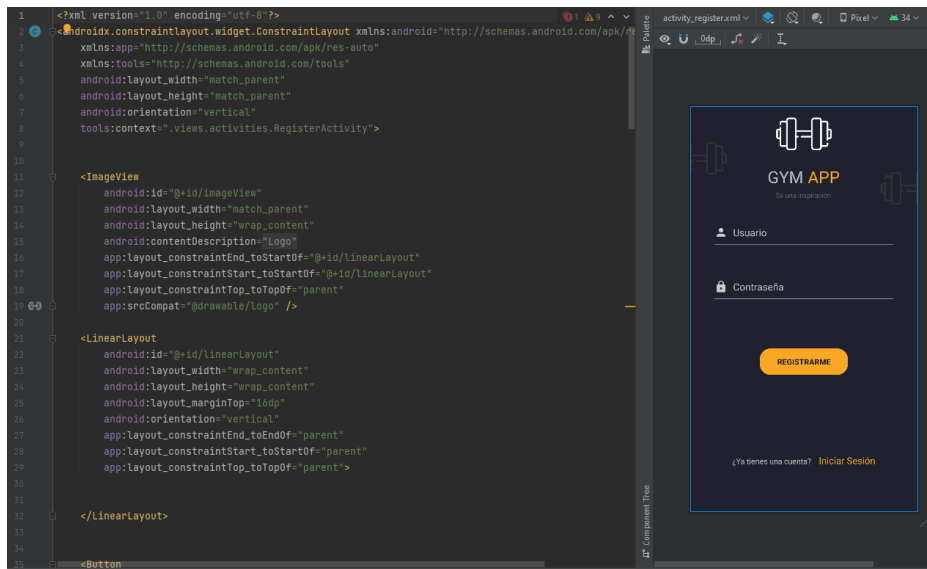 1 <?xml version="1.0" encoding="utf-8"?>
1 9
2 <androidx.constraintlayout.widget.ConstraintLayout xmlns:android="http://schemas.android.com/apk/re
3 xmlns:app="http://schemas.android.com/apk/res-auto"
4 xmlns:tools="http://schemas.android.com/tools"
5 android:layout_width="match_parent"
6 android:layout_height="match_parent"
7 android:orientation="vertical"
8 tools:context=".views.activities.RegisterActivity">
9
10
11 <ImageView
12 android:id="@+id/imageView"
13 android:layout_width="match_parent"
14 android:layout_height="wrap_content"
15 android:contentDescription="Logo"
16 app:layout_constraintEnd_toStartOf="@+id/linearLayout"
17 app:layout_constraintStart_toStartOf="@+id/linearLayout"
18 app:layout_constraintTop_toTopOf="parent"
19 app:srcCompat="@drawable/logo" />
20
21 <LinearLayout
22 android:id="@+id/linearLayout"
23 android:layout_width="wrap_content"
24 android:layout_height="wrap_content"
25 android:layout_marginTop="16dp"
26 android:orientation="vertical"
27 app:layout_constraintEnd_toEndOf="parent"
28 app:layout_constraintStart_toStartOf="parent"
29 app:layout_constraintTop_toTopOf="parent">
30
31
32 </LinearLayout>
33
34
35 <Button
Palette
Component Tree
activity_register.xml Pixel 34
0dp
GYM APP
Se una inspiración
Usuario
Contraseña
REGISTRARME
¿Ya tienes una cuenta? Iniciar Sesión